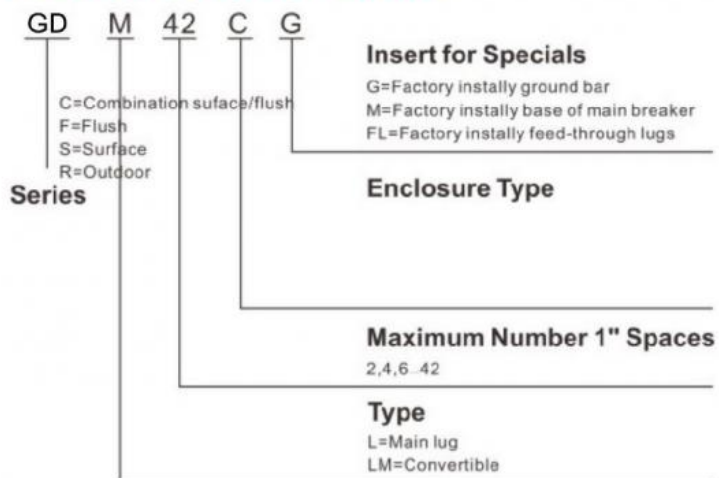 GD M 42 C G
Insert for Specials
G=Factory instally ground bar
M=Factory instally base of main breaker
FL=Factory instally feed-through lugs
C=Combination suface/flush
F=Flush
S=Surface
R=Outdoor
Series
Enclosure Type
Maximum Number 1" Spaces
2,4,6...42
Type
L=Main lug
LM=Convertible